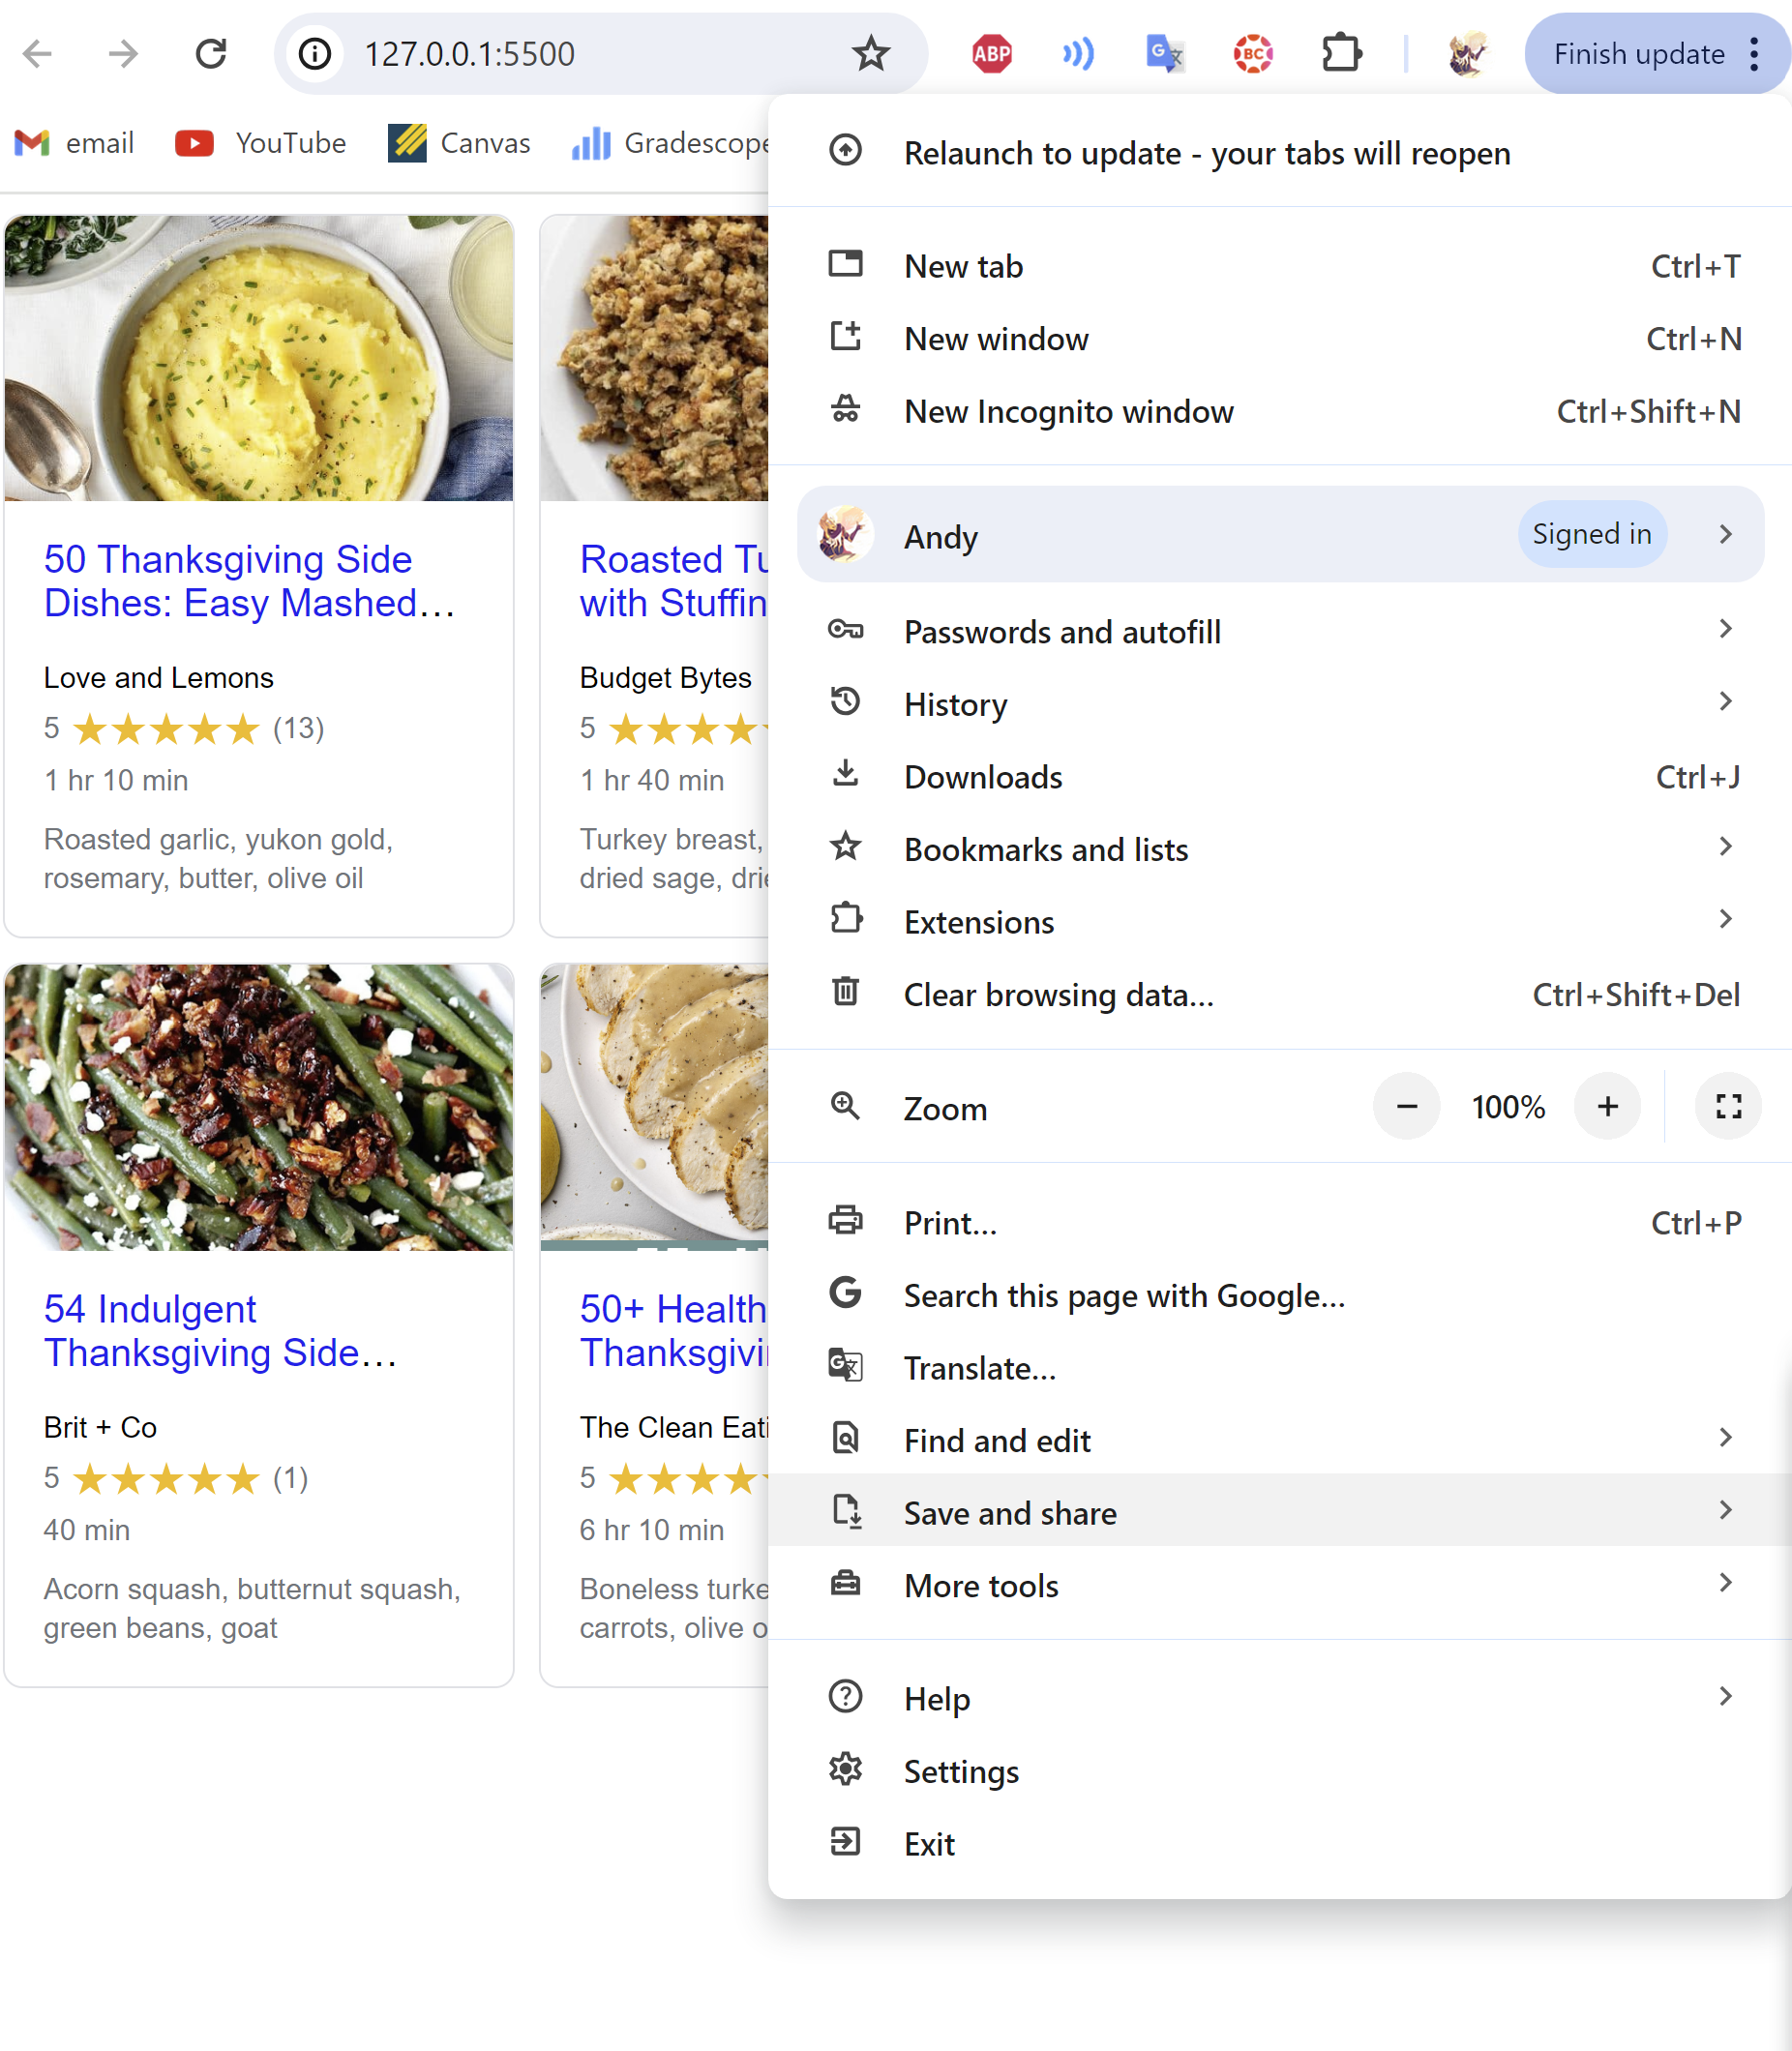 127.0.0.1:5500
ABP
G
BC
Finish update
email
YouTube
Canvas
Gradescope
Relaunch to update - your tabs will reopen
New tab Ctrl+T
New window Ctrl+N
New Incognito window Ctrl+Shift+N
Andy Signed in
Passwords and autofill
History
Downloads Ctrl+J
Bookmarks and lists
Extensions
Clear browsing data... Ctrl+Shift+Del
Zoom 100%
Print... Ctrl+P
Search this page with Google...
Translate...
Find and edit
Save and share
More tools
Help
Settings
Exit
50 Thanksgiving Side
Dishes: Easy Mashed...
Love and Lemons
5 (13)
1 hr 10 min
Roasted garlic, yukon gold,
rosemary, butter, olive oil
Roasted Tu
with Stuffin
Budget Bytes
5
1 hr 40 min
Turkey breast,
dried sage, drie
54 Indulgent
Thanksgiving Side...
Brit + Co
5 (1)
40 min
Acorn squash, butternut squash,
green beans, goat
50+ Health
Thanksgivi
The Clean Eati
5
6 hr 10 min
Boneless turke
carrots, olive o